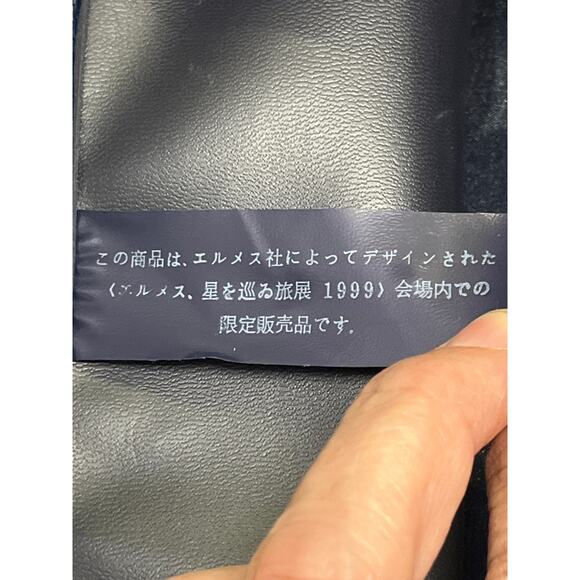 この商品は、エルメス社によってデザインされた
〈エルメス、星を巡る旅展 1999〉会場内での
限定販売品です。